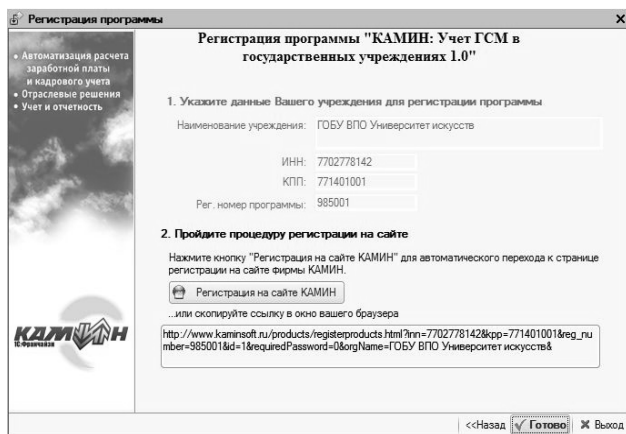 Регистрация программы
• Автоматизация расчета
заработной платы
и кадрового учета
• Отраслевые решения
• Учет и отчетность
КАМИН
1С:Франчайзи
Регистрация программы "КАМИН: Учет ГСМ в
государственных учреждениях 1.0"
1. Укажите данные Вашего учреждения для регистрации программы
Наименование учреждения: ГОБУ ВПО Университет искусств
ИНН: 7702778142
КПП: 771401001
Рег. номер программы: 985001
2. Пройдите процедуру регистрации на сайте
Нажмите кнопку "Регистрация на сайте КАМИН" для автоматического перехода к странице
регистрации на сайте фирмы КАМИН.
Регистрация на сайте КАМИН
...или скопируйте ссылку в окно вашего браузера
http://www.kaminsoft.ru/products/registerproducts.html?inn=7702778142&kpp=771401001&reg_nu
mber=985001&id=1&requiredPassword=0&orgName=ГОБУ ВПО Университет искусств&
<<Назад Готово Выход